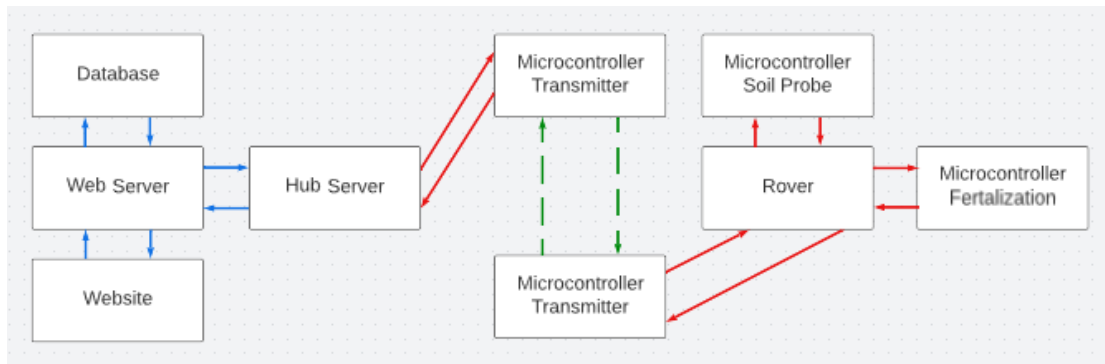 Database
Web Server
Website
Hub Server
Microcontroller
Transmitter
Microcontroller
Transmitter
Microcontroller
Soil Probe
Rover
Microcontroller
Fertalization